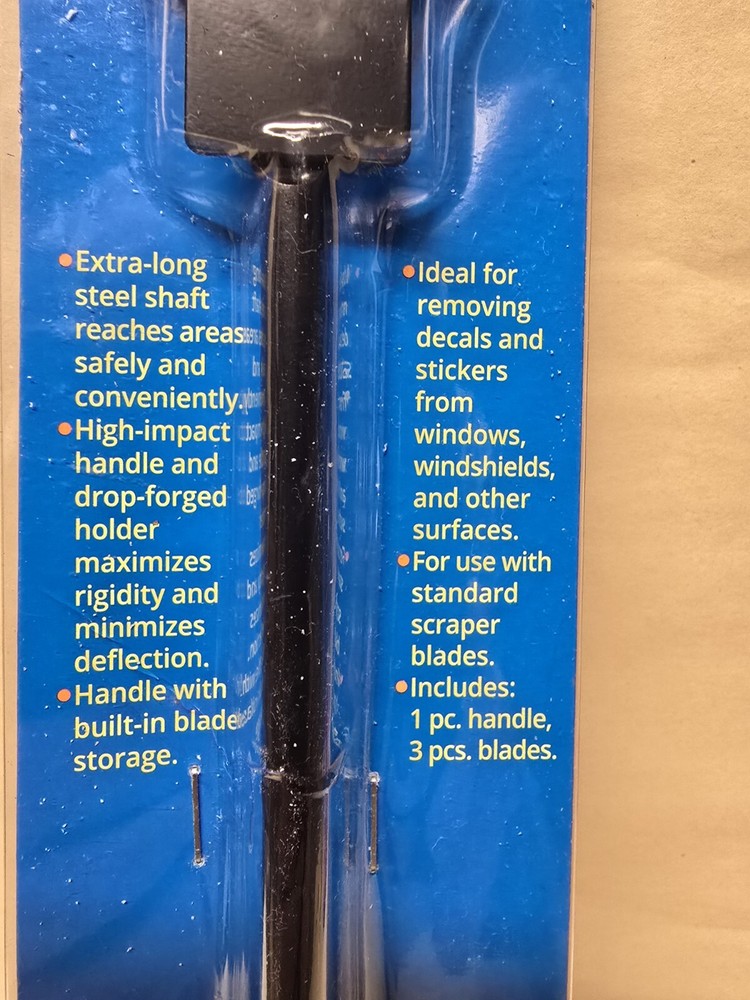 •Extra-long
steel shaft
reaches areas
safely and
conveniently.
•High-impact
handle and
drop-forged
holder
maximizes
rigidity and
minimizes
deflection.
•Handle with
built-in blade
storage.
•Ideal for
removing
decals and
stickers
from
windows,
windshields,
and other
surfaces.
•For use with
standard
scraper
blades.
•Includes:
1 pc. handle,
3 pcs. blades.